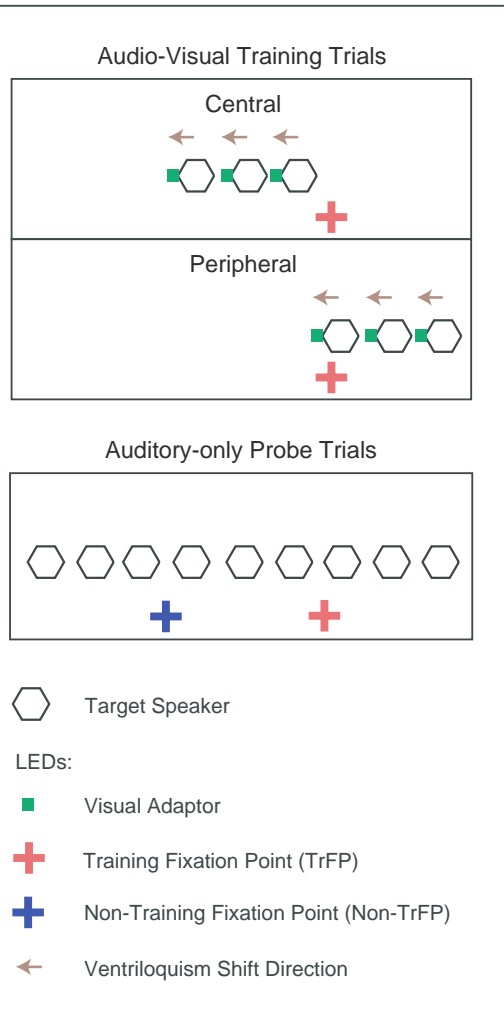 Audio-Visual Training Trials
Central
Peripheral
Auditory-only Probe Trials
Target Speaker
LEDs:
Visual Adaptor
Training Fixation Point (TrFP)
Non-Training Fixation Point (Non-TrFP)
Ventriloquism Shift Direction